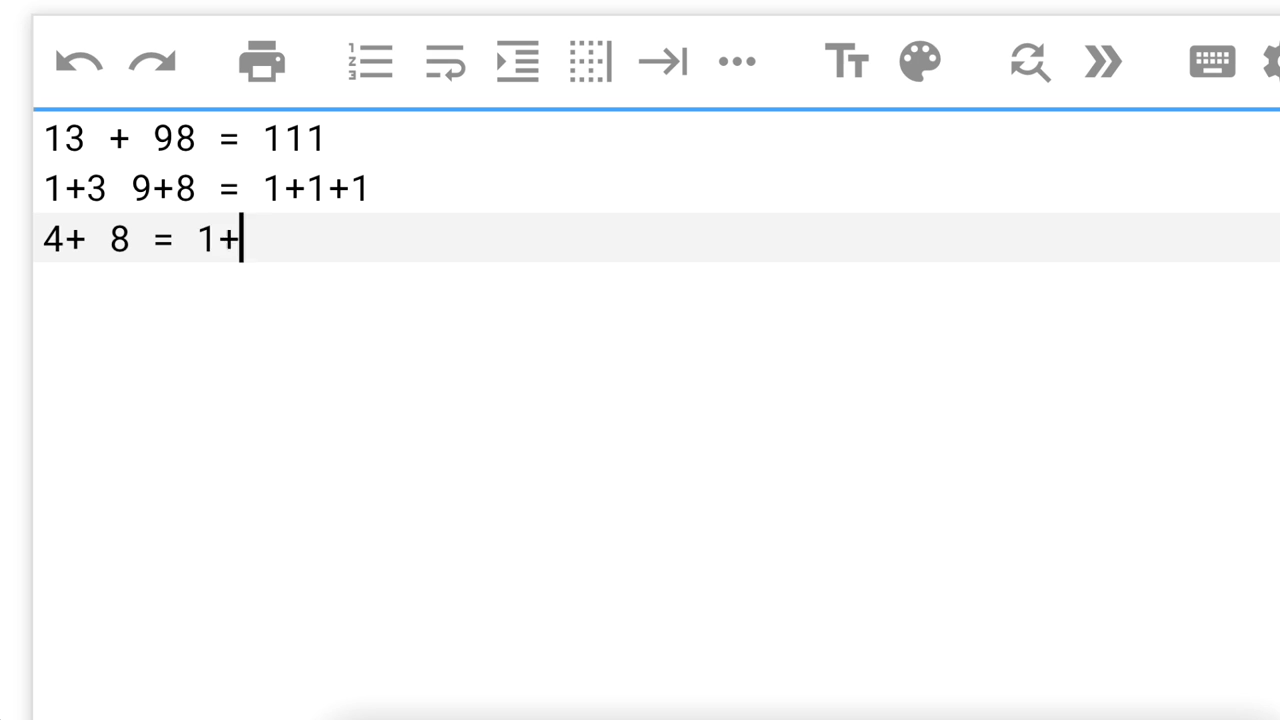 13 + 98 = 111
1+3 9+8 = 1+1+1
4+ 8 = 1+